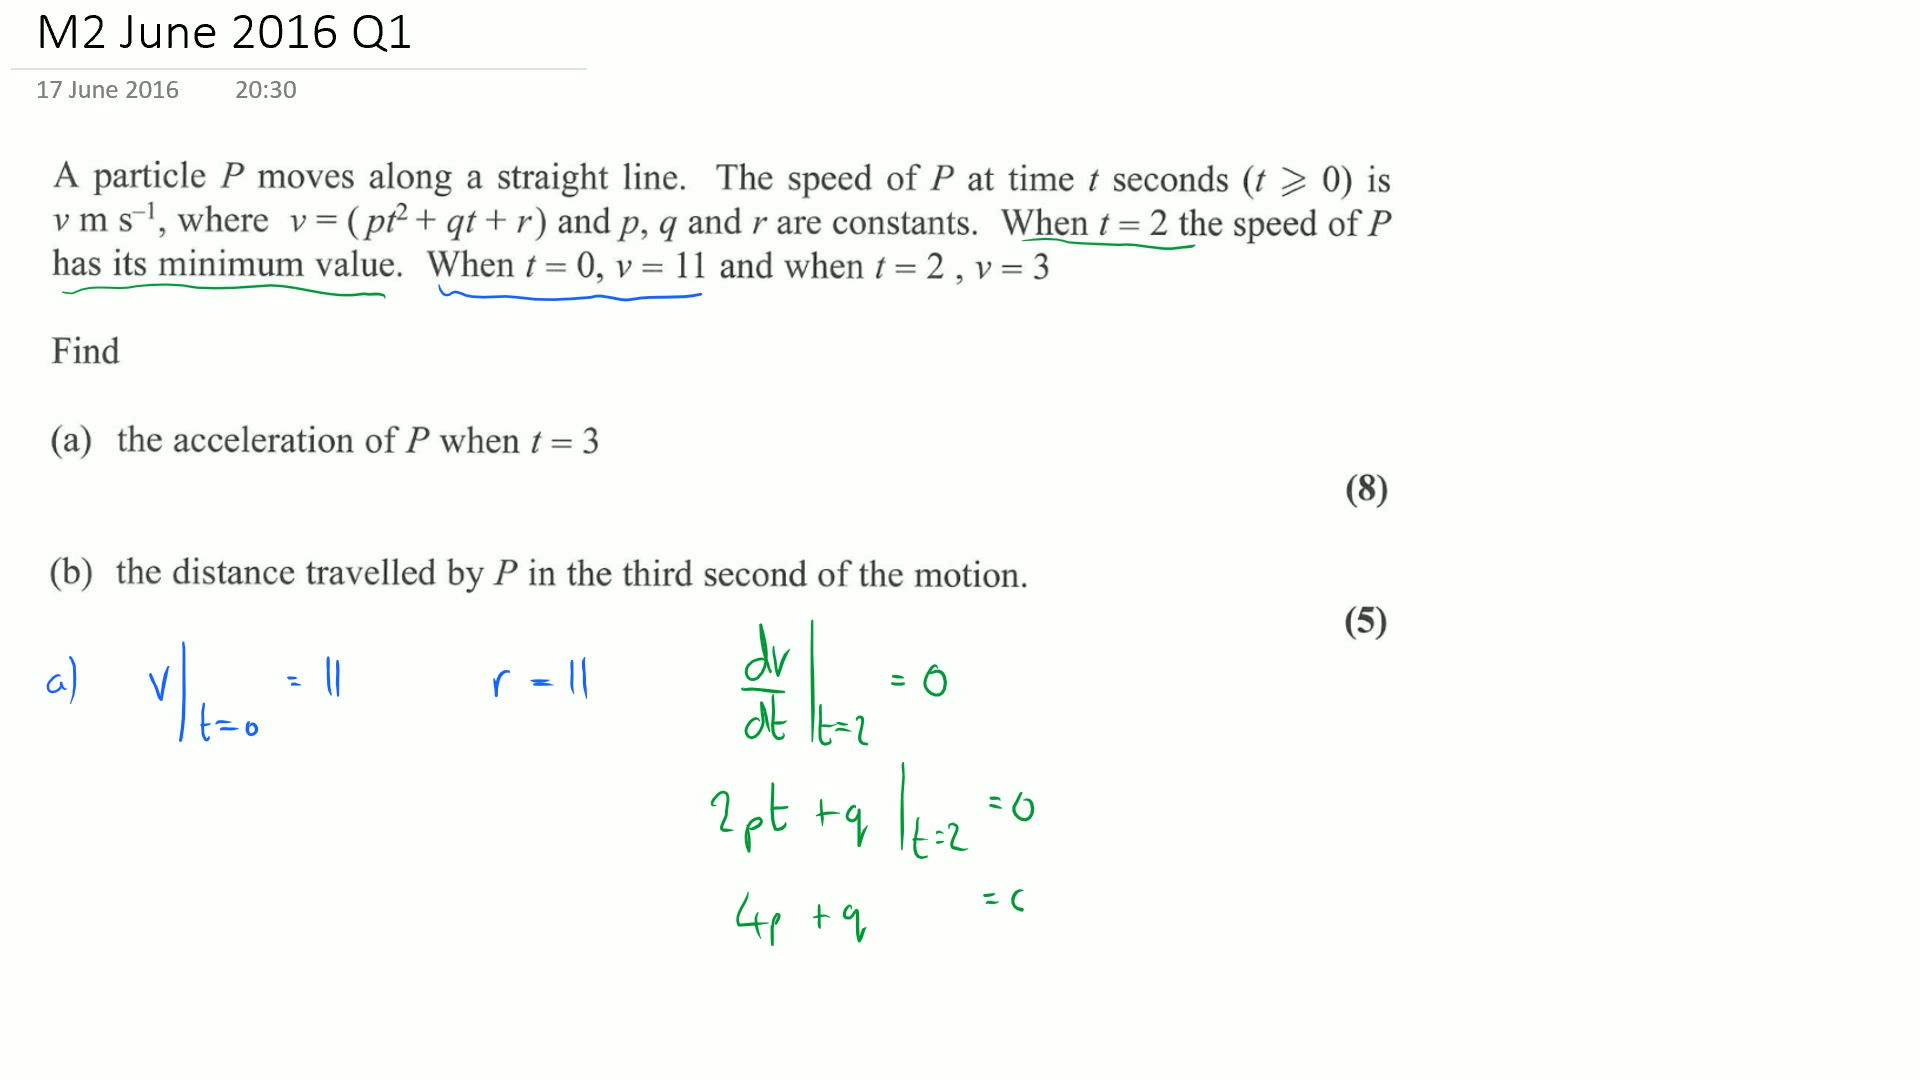 M2 June 2016 Q1
17 June 2016 20:30
A particle P moves along a straight line. The speed of P at time t seconds (t ⩾ 0) is
v m s⁻¹, where v = (pt² + qt + r) and p, q and r are constants. When t = 2 the speed of P
has its minimum value. When t = 0, v = 11 and when t = 2 , v = 3
Find
(a) the acceleration of P when t = 3
(8)
(b) the distance travelled by P in the third second of the motion.
(5)
a) v|t=0 = 11 r = 11 dv/dt|t=2 = 0
2pt + q|t=2 = 0
4p + q = c